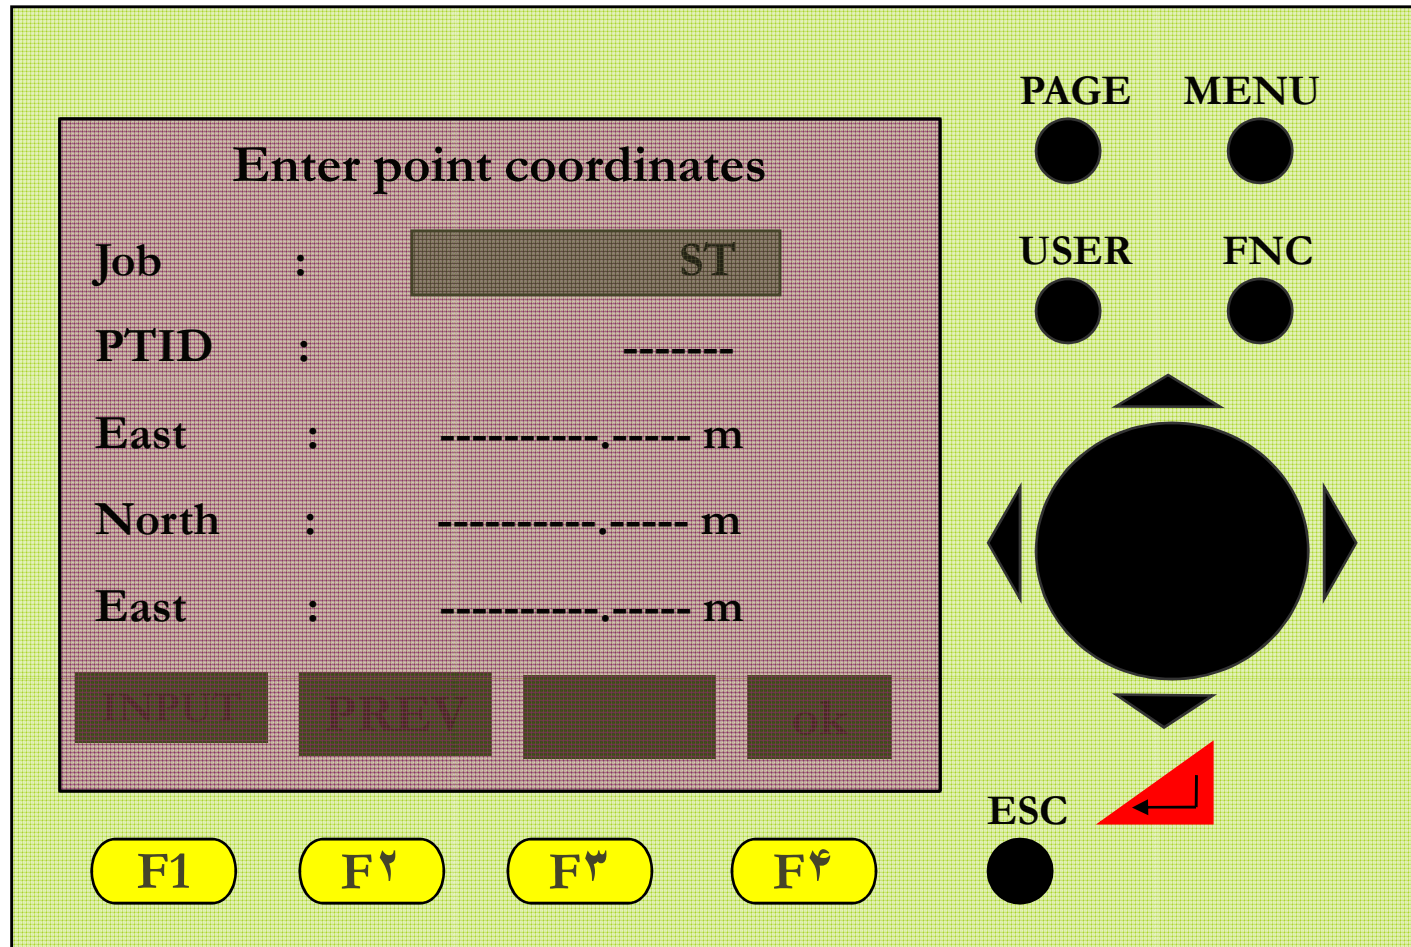 PAGE MENU
Enter point coordinates
Job : ST
USER FNC
PTID : -------
East : ----------.----- m
North : ----------.----- m
East : ----------.----- m
INPUT PREV ok
ESC
F1 F۲ F۳ F۴